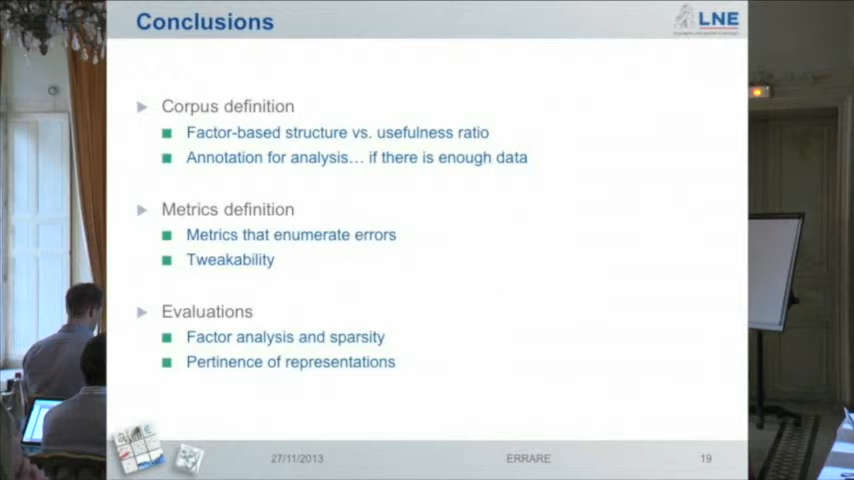 Conclusions
LNE
Corpus definition
Factor-based structure vs. usefulness ratio
Annotation for analysis… if there is enough data
Metrics definition
Metrics that enumerate errors
Tweakability
Evaluations
Factor analysis and sparsity
Pertinence of representations
27/11/2013
ERRARE
19